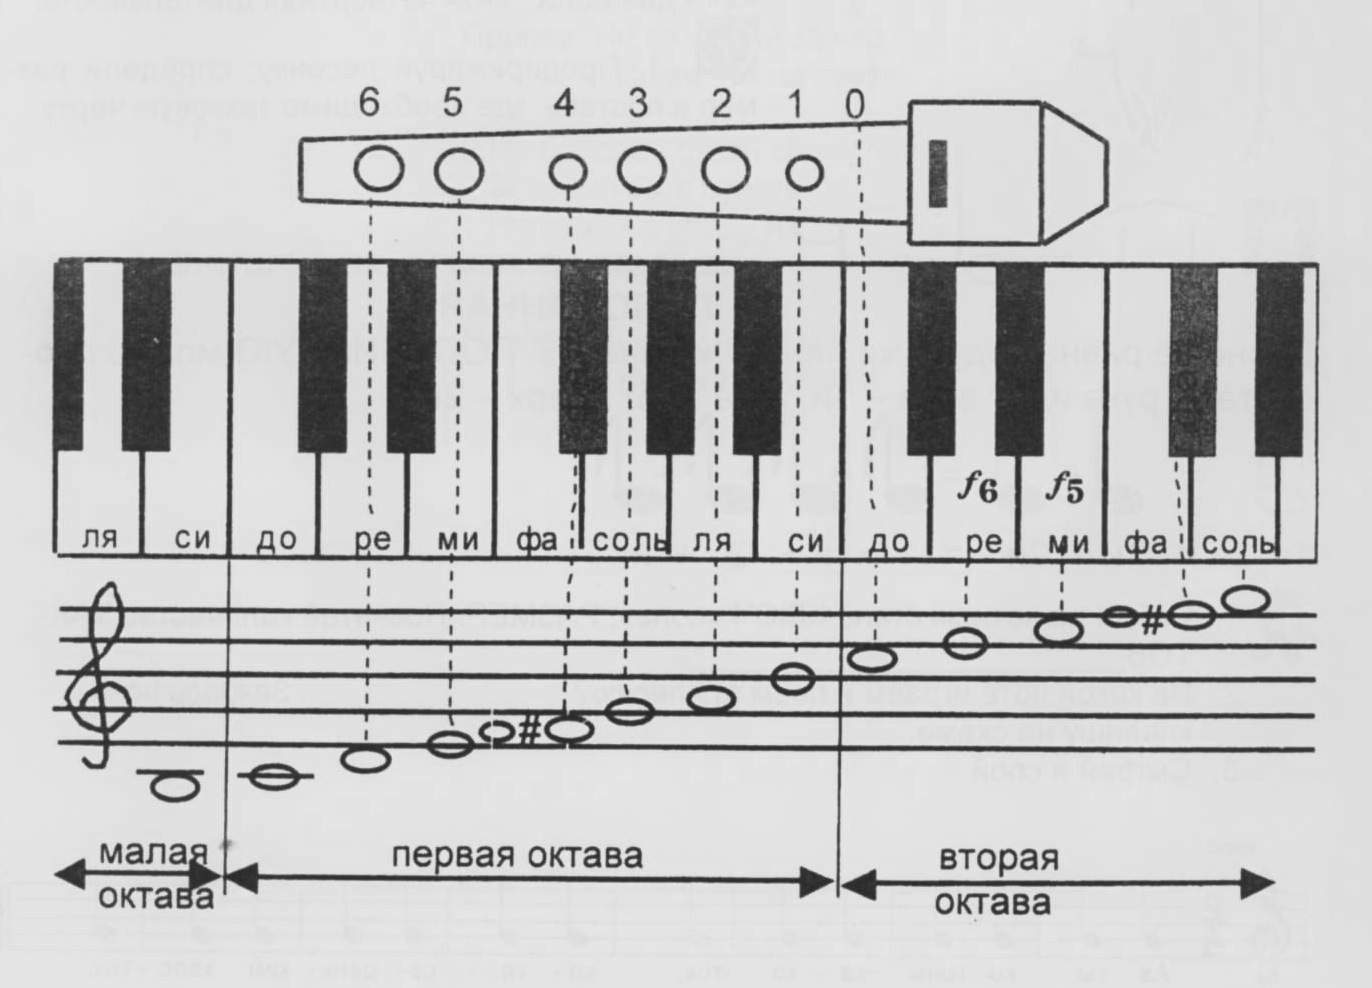 6 5 4 3 2 1 0
f6 f5
ля си до ре ми фа соль ля си до ре ми фа соль
# #
малая октава
первая октава
вторая октава